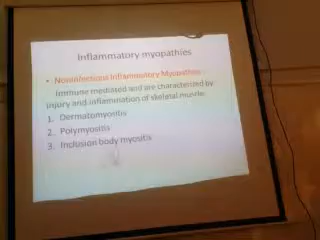 Inflammatory myopathies
• Noninfectious Inflammatory Myopathies
Immune mediated and are characterized by
injury and inflammation of skeletal muscle.
1. Dermatomyositis
2. Polymyositis
3. Inclusion body myositis